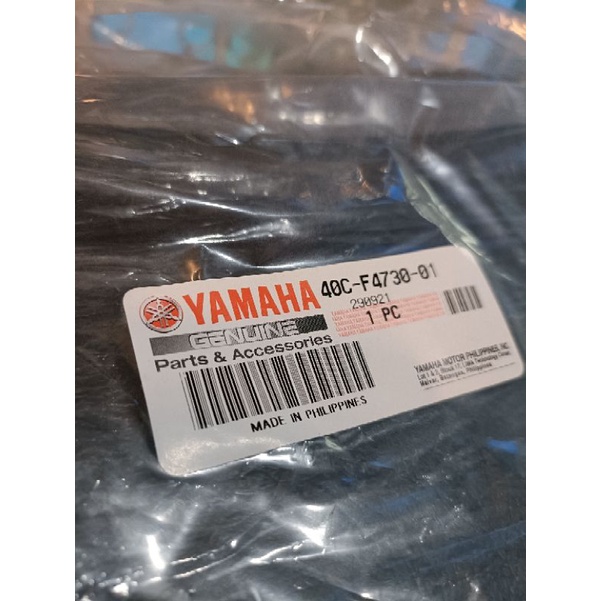 YAMAHA
40C-F4730-01
290921
GENUINE
1 PC
Parts & Accessories
YAMAHA MOTOR PHILIPPINES, INC
MADE IN PHILIPPINES